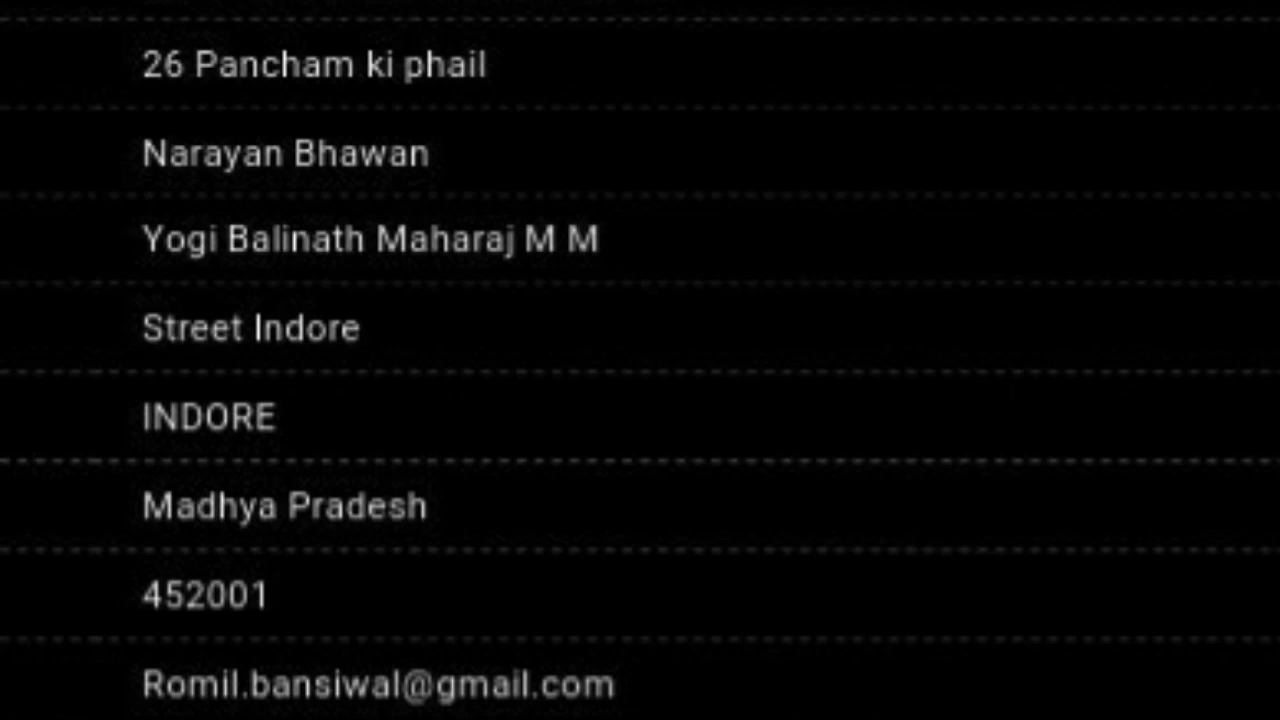 26 Pancham ki phail
Narayan Bhawan
Yogi Balinath Maharaj M M
Street Indore
INDORE
Madhya Pradesh
452001
Romil.bansiwal@gmail.com